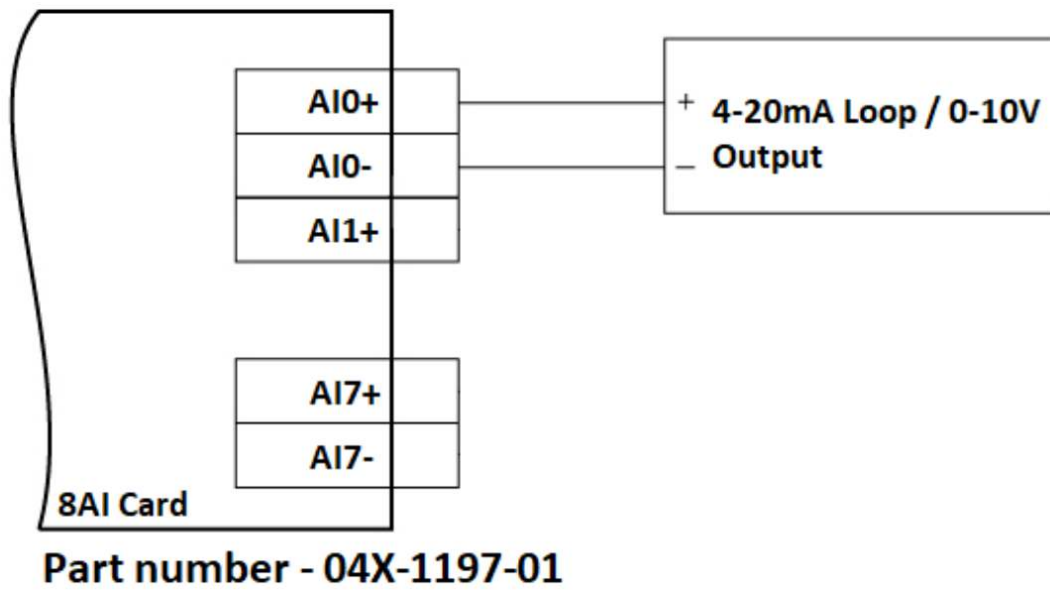 AI0+
AI0-
AI1+
AI7+
AI7-
8AI Card
+ 4-20mA Loop / 0-10V
– Output
Part number - 04X-1197-01